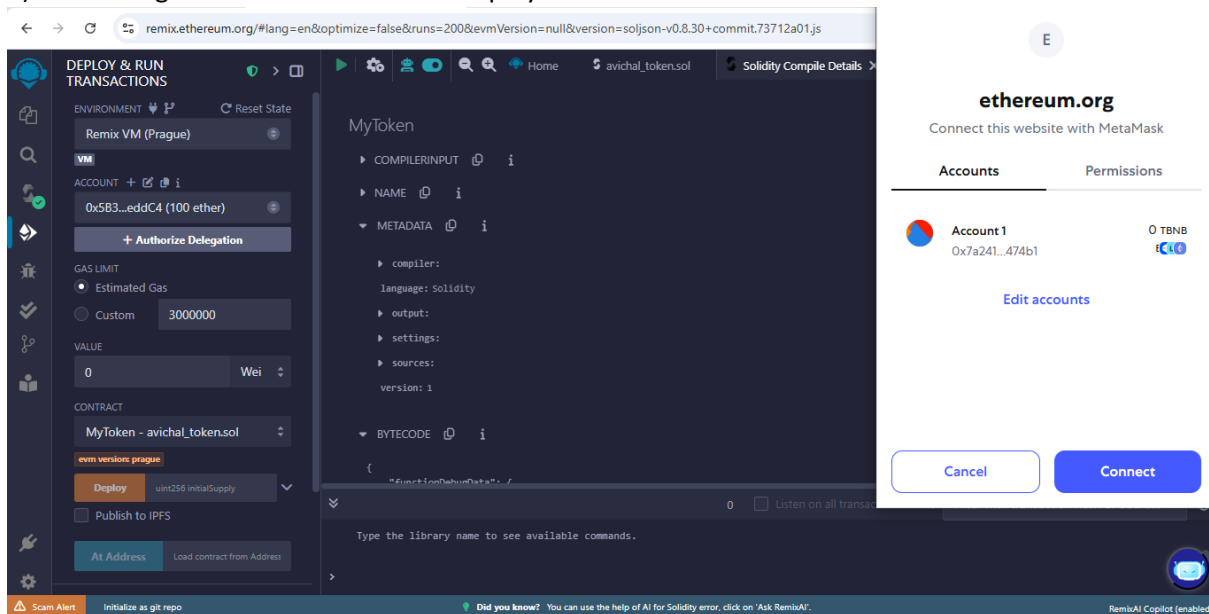 remix.ethereum.org/#lang=en&optimize=false&runs=200&evmVersion=null&version=soljson-v0.8.30+commit.73712a01.js
DEPLOY & RUN
TRANSACTIONS
ENVIRONMENT
Reset State
Remix VM (Prague)
VM
ACCOUNT
0x5B3...eddC4 (100 ether)
+ Authorize Delegation
GAS LIMIT
Estimated Gas
Custom 3000000
VALUE
0 Wei
CONTRACT
MyToken - avichal_token.sol
evm version: prague
Deploy uint256 initialSupply
Publish to IPFS
At Address Load contract from Address
Home avichal_token.sol Solidity Compile Details
MyToken
COMPILERINPUT
NAME
METADATA
compiler:
language: Solidity
output:
settings:
sources:
version: 1
BYTECODE
{
"functionDebugData": {
0 Listen on all transac
Type the library name to see available commands.
>
E
ethereum.org
Connect this website with MetaMask
Accounts Permissions
Account 1 0 TBNB
0x7a241...474b1
Edit accounts
Cancel Connect
Scam Alert Initialize as git repo Did you know? You can use the help of AI for Solidity error, click on 'Ask RemixAI'. RemixAI Copilot (enabled